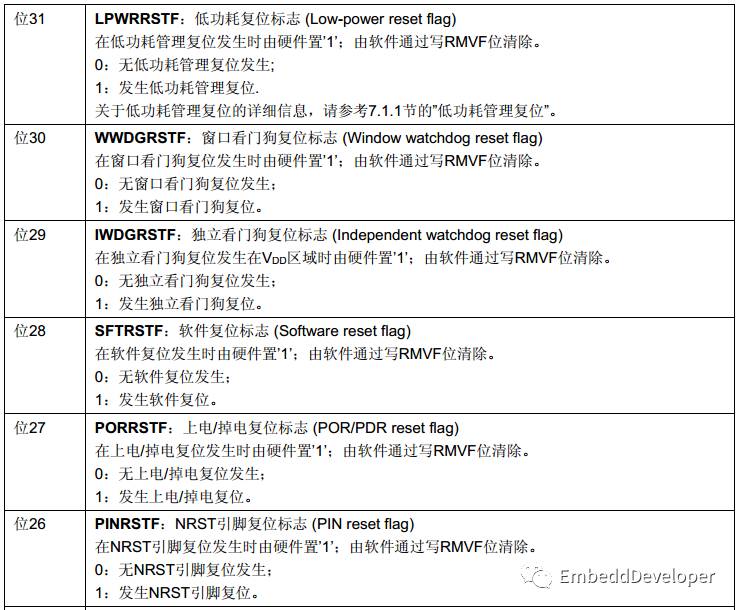 位31
LPWRRSTF：低功耗复位标志 (Low-power reset flag)
在低功耗管理复位发生时由硬件置’1’；由软件通过写RMVF位清除。
0：无低功耗管理复位发生;
1：发生低功耗管理复位.
关于低功耗管理复位的详细信息，请参考7.1.1节的”低功耗管理复位”。
位30
WWDGRSTF：窗口看门狗复位标志 (Window watchdog reset flag)
在窗口看门狗复位发生时由硬件置’1’；由软件通过写RMVF位清除。
0：无窗口看门狗复位发生；
1：发生窗口看门狗复位。
位29
IWDGRSTF：独立看门狗复位标志 (Independent watchdog reset flag)
在独立看门狗复位发生在VDD区域时由硬件置’1’；由软件通过写RMVF位清除。
0：无独立看门狗复位发生；
1：发生独立看门狗复位。
位28
SFTRSTF：软件复位标志 (Software reset flag)
在软件复位发生时由硬件置’1’；由软件通过写RMVF位清除。
0：无软件复位发生；
1：发生软件复位。
位27
PORRSTF：上电/掉电复位标志 (POR/PDR reset flag)
在上电/掉电复位发生时由硬件置’1’；由软件通过写RMVF位清除。
0：无上电/掉电复位发生；
1：发生上电/掉电复位。
位26
PINRSTF：NRST引脚复位标志 (PIN reset flag)
在NRST引脚复位发生时由硬件置’1’；由软件通过写RMVF位清除。
0：无NRST引脚复位发生；
1：发生NRST引脚复位。
EmbeddDeveloper